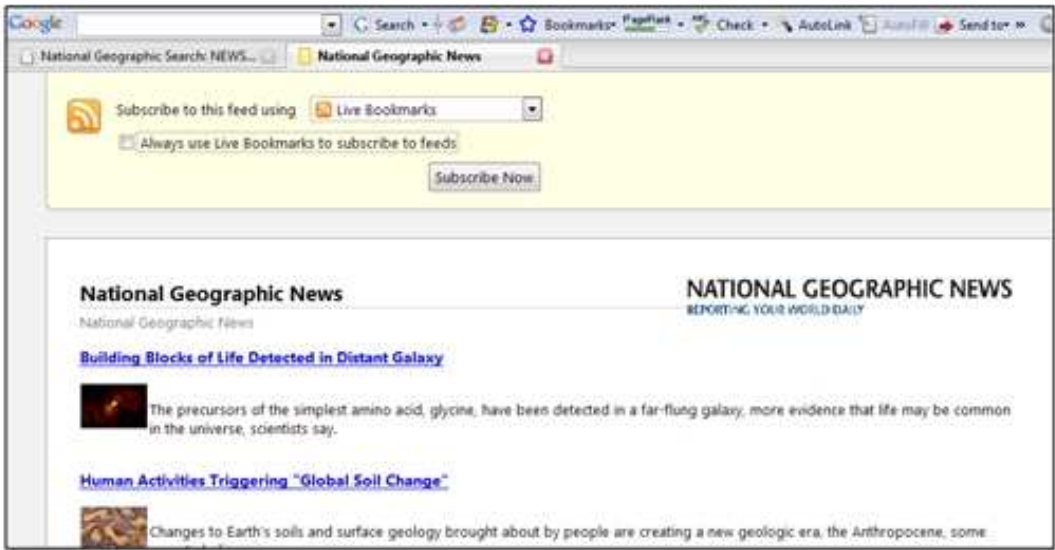 Google Search Bookmarks PageRank Check AutoLink AutoFill Send to
National Geographic Search: NEWS... National Geographic News
Subscribe to this feed using Live Bookmarks
Always use Live Bookmarks to subscribe to feeds
Subscribe Now
National Geographic News
NATIONAL GEOGRAPHIC NEWS
REPORTING YOUR WORLD DAILY
National Geographic News
Building Blocks of Life Detected in Distant Galaxy
The precursors of the simplest amino acid, glycine, have been detected in a far-flung galaxy, more evidence that life may be common
in the universe, scientists say.
Human Activities Triggering "Global Soil Change"
Changes to Earth's soils and surface geology brought about by people are creating a new geologic era, the Anthropocene, some